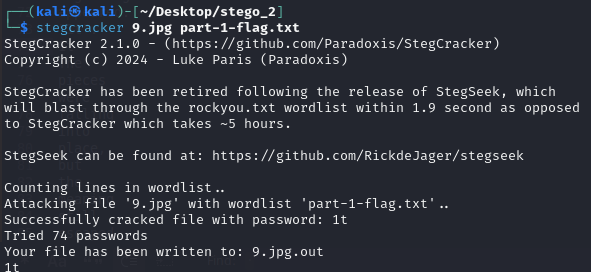 ┌──(kali㉿kali)-[~/Desktop/stego_2]
└─$ stegcracker 9.jpg part-1-flag.txt
StegCracker 2.1.0 - (https://github.com/Paradoxis/StegCracker)
Copyright (c) 2024 - Luke Paris (Paradoxis)
StegCracker has been retired following the release of StegSeek, which
will blast through the rockyou.txt wordlist within 1.9 second as opposed
to StegCracker which takes ~5 hours.
StegSeek can be found at: https://github.com/RickdeJager/stegseek
Counting lines in wordlist..
Attacking file '9.jpg' with wordlist 'part-1-flag.txt'..
Successfully cracked file with password: 1t
Tried 74 passwords
Your file has been written to: 9.jpg.out
1t